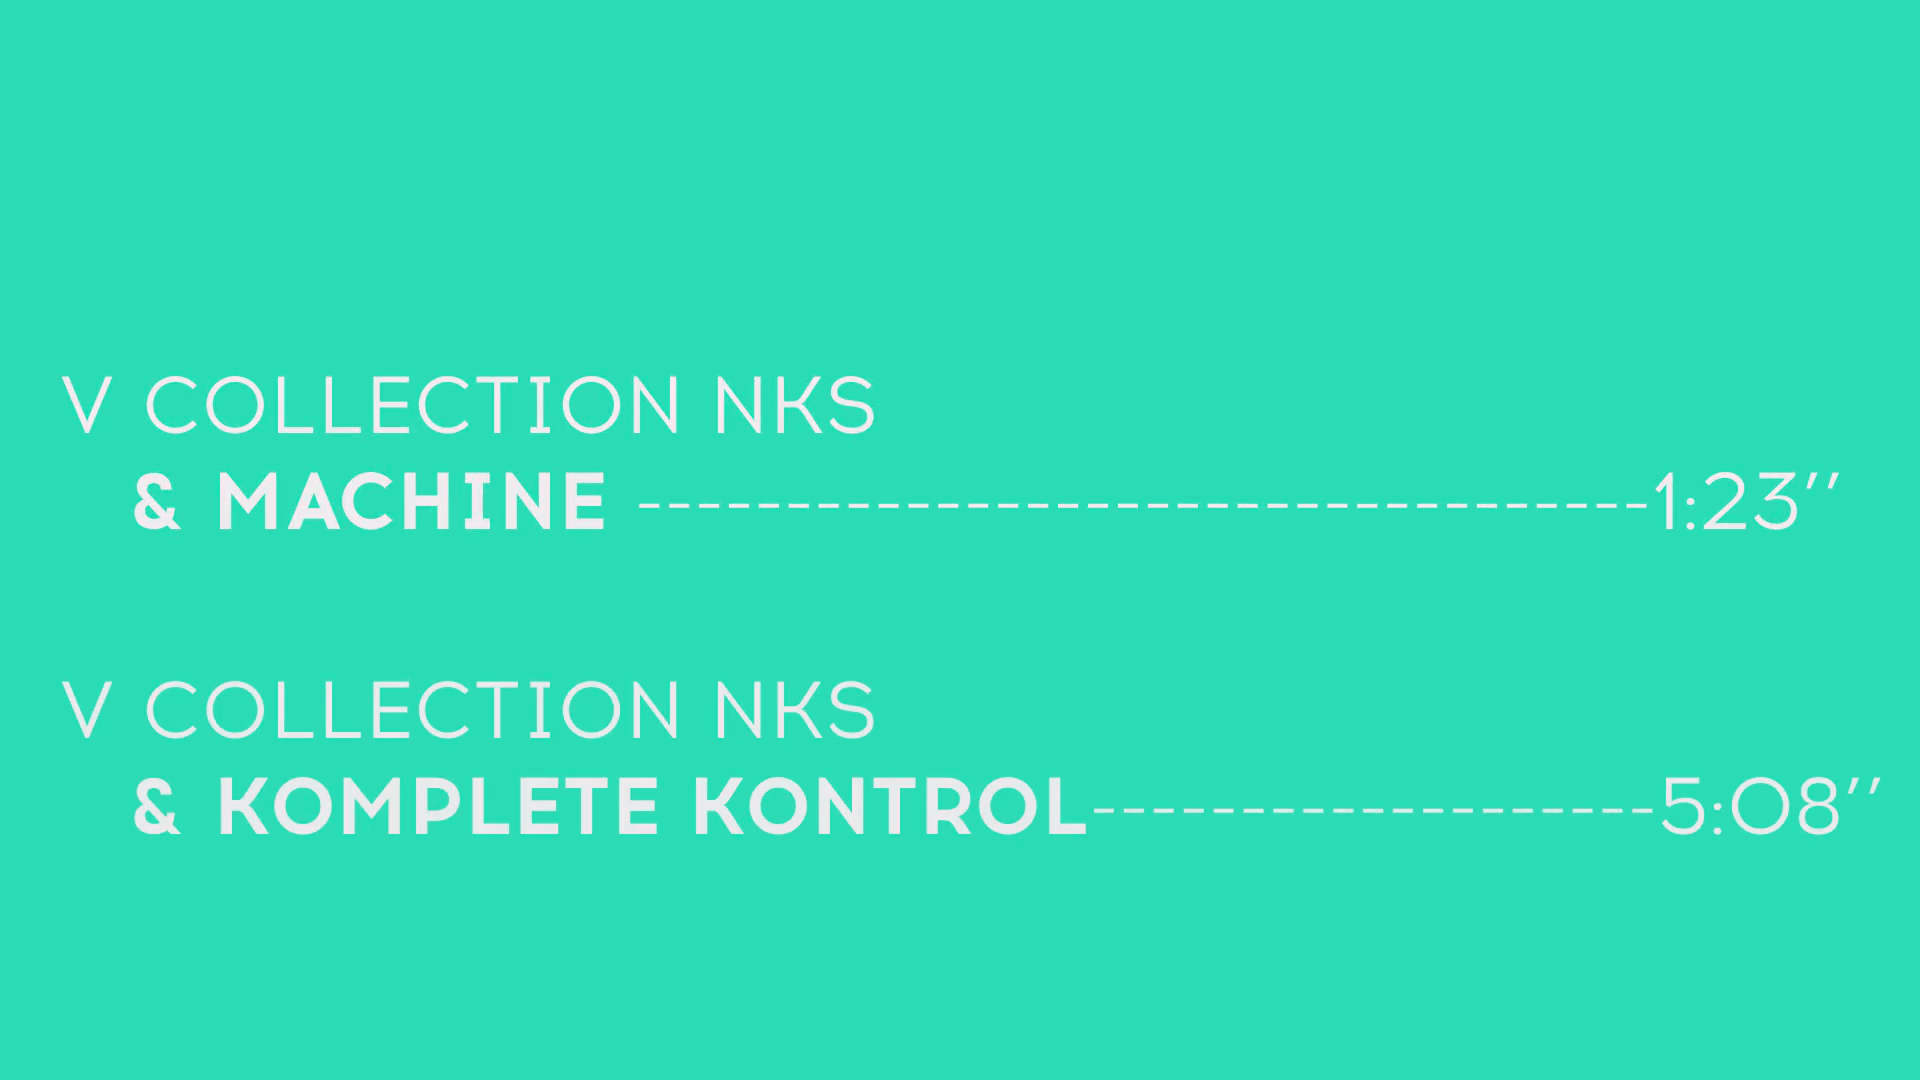 V COLLECTION NKS
& MACHINE ----------------------------------1:23’’
V COLLECTION NKS
& KOMPLETE KONTROL-------------------5:08’’